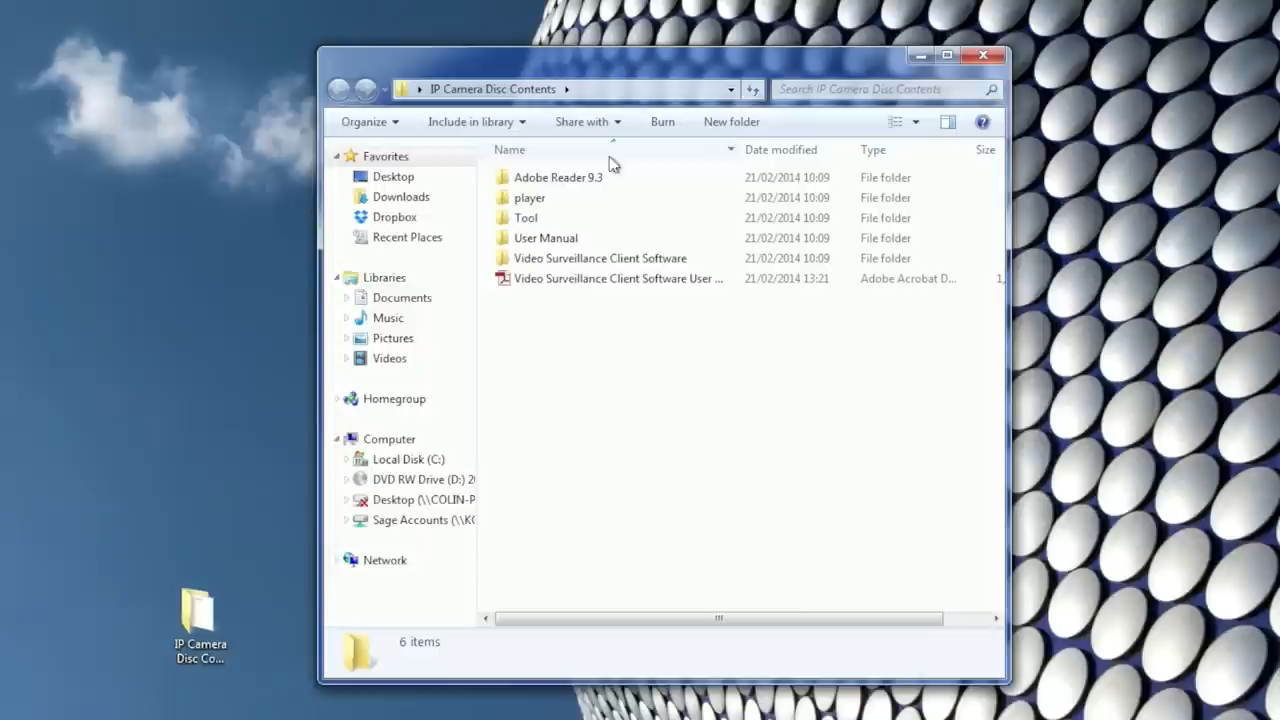 IP Camera Disc Contents
Search IP Camera Disc Contents
Organize
Include in library
Share with
Burn
New folder
Name
Date modified
Type
Size
Favorites
Desktop
Downloads
Dropbox
Recent Places
Libraries
Documents
Music
Pictures
Videos
Homegroup
Computer
Local Disk (C:)
DVD RW Drive (D:) 20
Desktop (\\COLIN-P
Sage Accounts (\\KC
Network
Adobe Reader 9.3 21/02/2014 10:09 File folder
player 21/02/2014 10:09 File folder
Tool 21/02/2014 10:09 File folder
User Manual 21/02/2014 10:09 File folder
Video Surveillance Client Software 21/02/2014 10:09 File folder
Video Surveillance Client Software User ... 21/02/2014 13:21 Adobe Acrobat D... 1,
6 items
IP Camera
Disc Co...